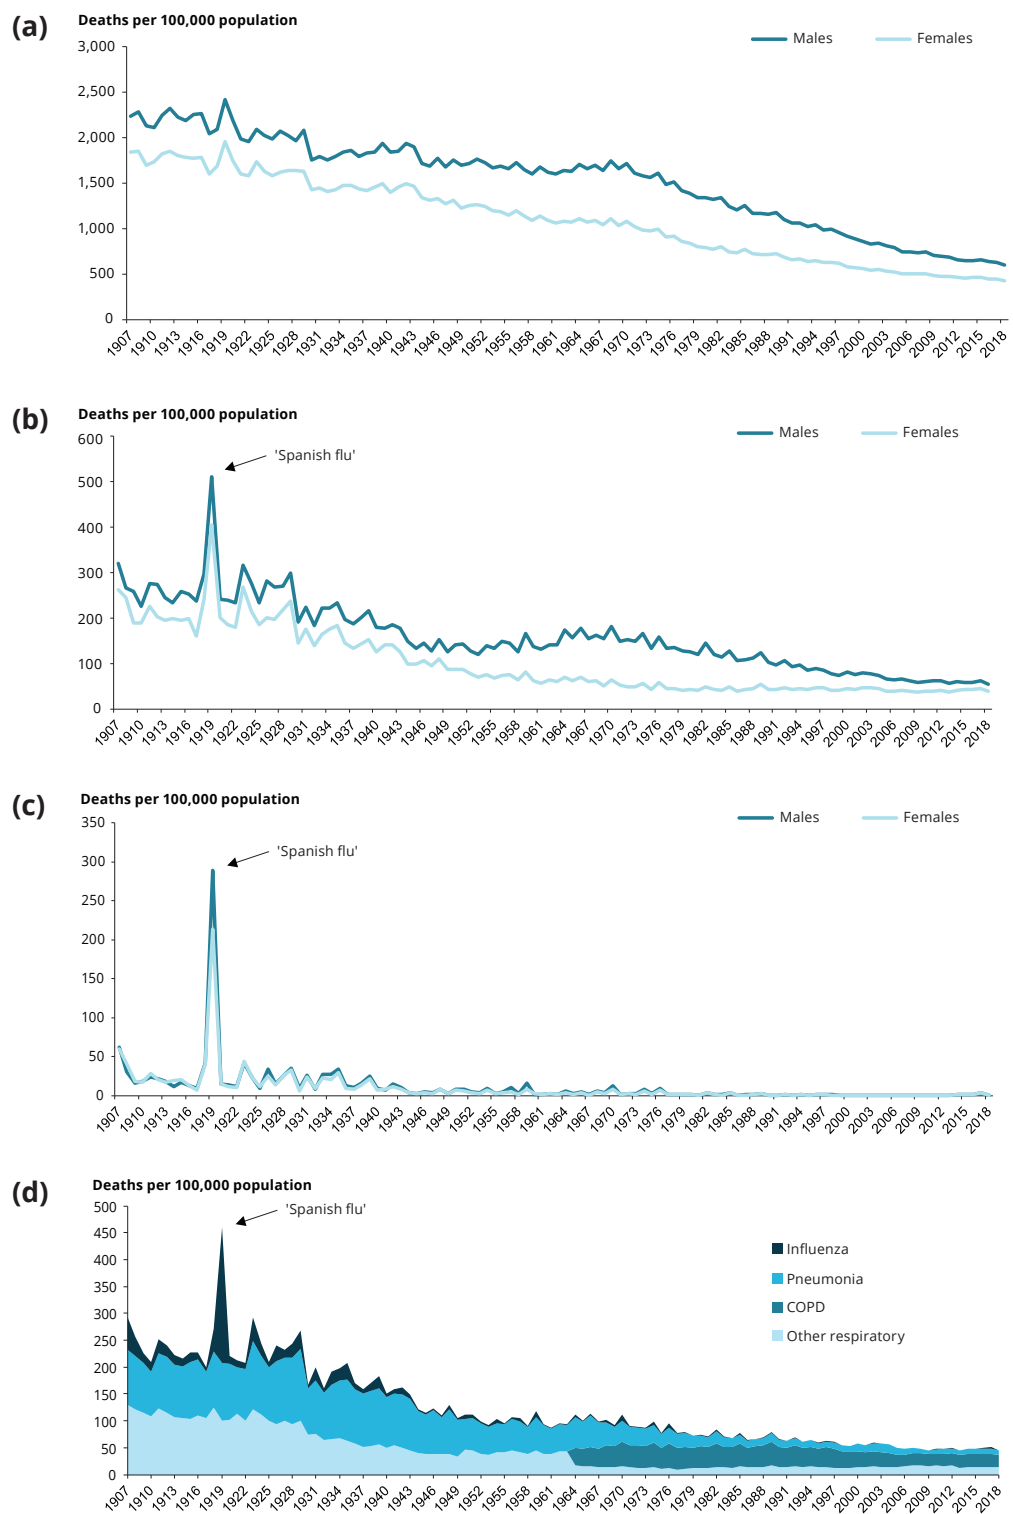 (a)
Deaths per 100,000 population
Males Females
3,000
2,500
2,000
1,500
1,000
500
0
1907 1910 1913 1916 1919 1922 1925 1928 1931 1934 1937 1940 1943 1946 1949 1952 1955 1958 1961 1964 1967 1970 1973 1976 1979 1982 1985 1988 1991 1994 1997 2000 2003 2006 2009 2012 2015 2018
(b)
Deaths per 100,000 population
Males Females
600
'Spanish flu'
500
400
300
200
100
0
1907 1910 1913 1916 1919 1922 1925 1928 1931 1934 1937 1940 1943 1946 1949 1952 1955 1958 1961 1964 1967 1970 1973 1976 1979 1982 1985 1988 1991 1994 1997 2000 2003 2006 2009 2012 2015 2018
(c)
Deaths per 100,000 population
Males Females
350
'Spanish flu'
300
250
200
150
100
50
0
1907 1910 1913 1916 1919 1922 1925 1928 1931 1934 1937 1940 1943 1946 1949 1952 1955 1958 1961 1964 1967 1970 1973 1976 1979 1982 1985 1988 1991 1994 1997 2000 2003 2006 2009 2012 2015 2018
(d)
Deaths per 100,000 population
500
'Spanish flu'
450
400
350
300
250
200
150
100
50
0
Influenza
Pneumonia
COPD
Other respiratory
1907 1910 1913 1916 1919 1922 1925 1928 1931 1934 1937 1940 1943 1946 1949 1952 1955 1958 1961 1964 1967 1970 1973 1976 1979 1982 1985 1988 1991 1994 1997 2000 2003 2006 2009 2012 2015 2018